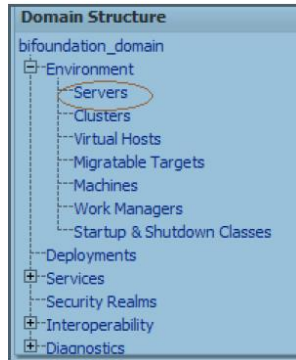 Domain Structure
bifoundation_domain
Environment
Servers
Clusters
Virtual Hosts
Migratable Targets
Machines
Work Managers
Startup & Shutdown Classes
Deployments
Services
Security Realms
Interoperability
Diagnostics